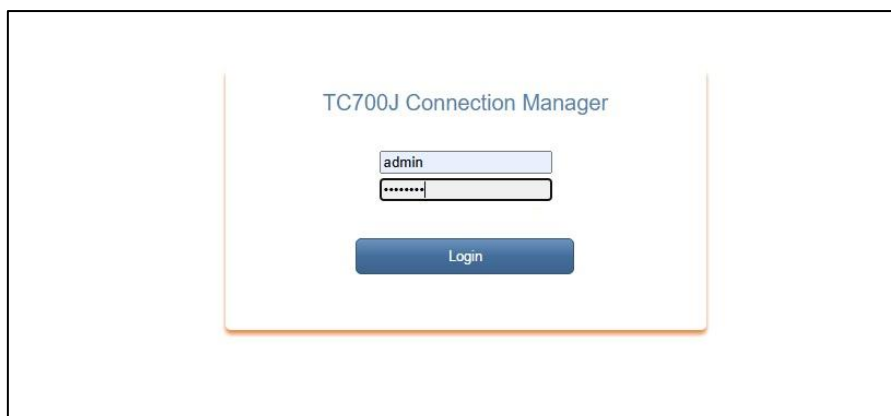 TC700J Connection Manager
admin
••••••••
Login